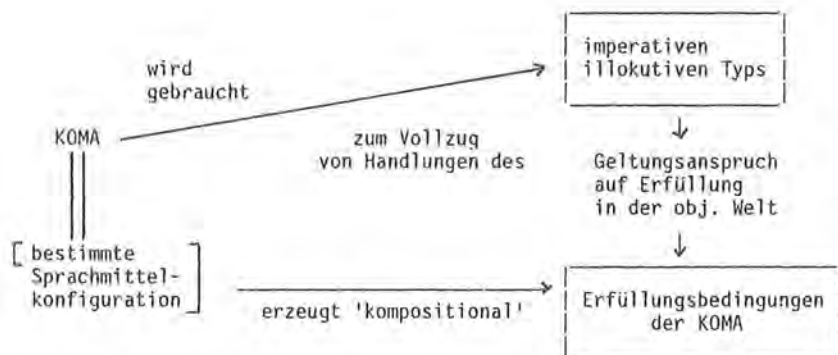 imperativen
illokutiven Typs
wird
gebraucht
KOMA
zum Vollzug
von Handlungen des
Geltungsanspruch
auf Erfüllung
in der obj. Welt
[ bestimmte
Sprachmittel-
konfiguration ]
erzeugt 'kompositional'
Erfüllungsbedingungen
der KOMA